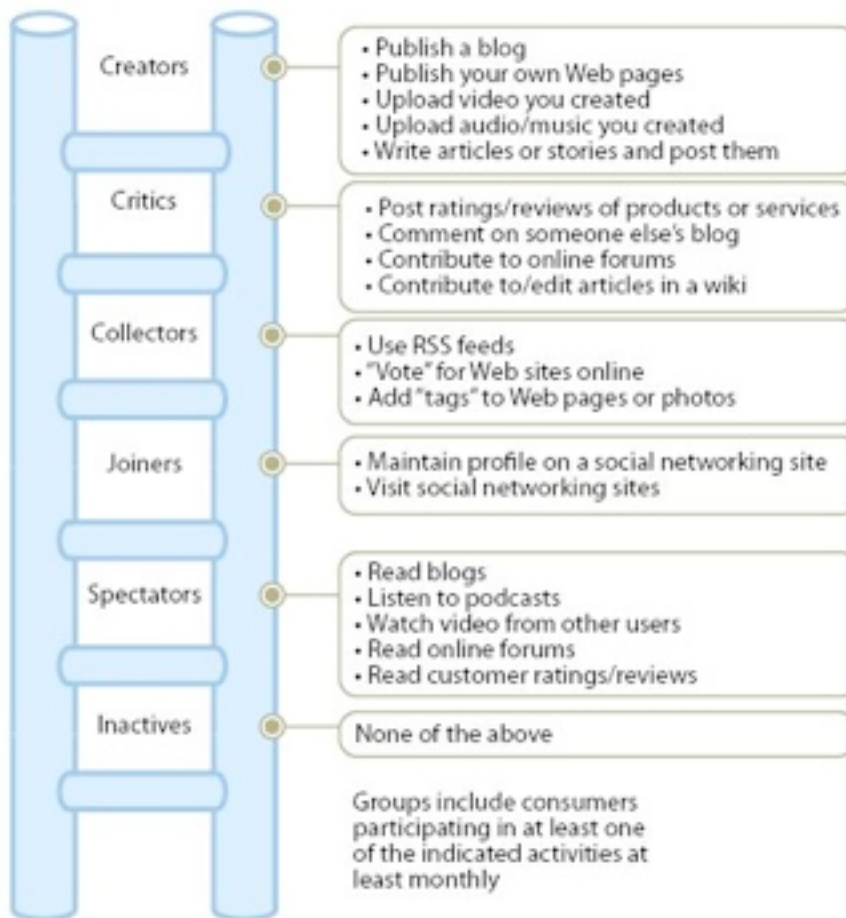 Creators
• Publish a blog
• Publish your own Web pages
• Upload video you created
• Upload audio/music you created
• Write articles or stories and post them
Critics
• Post ratings/reviews of products or services
• Comment on someone else's blog
• Contribute to online forums
• Contribute to/edit articles in a wiki
Collectors
• Use RSS feeds
• "Vote" for Web sites online
• Add "tags" to Web pages or photos
Joiners
• Maintain profile on a social networking site
• Visit social networking sites
Spectators
• Read blogs
• Listen to podcasts
• Watch video from other users
• Read online forums
• Read customer ratings/reviews
Inactives
None of the above
Groups include consumers
participating in at least one
of the indicated activities at
least monthly